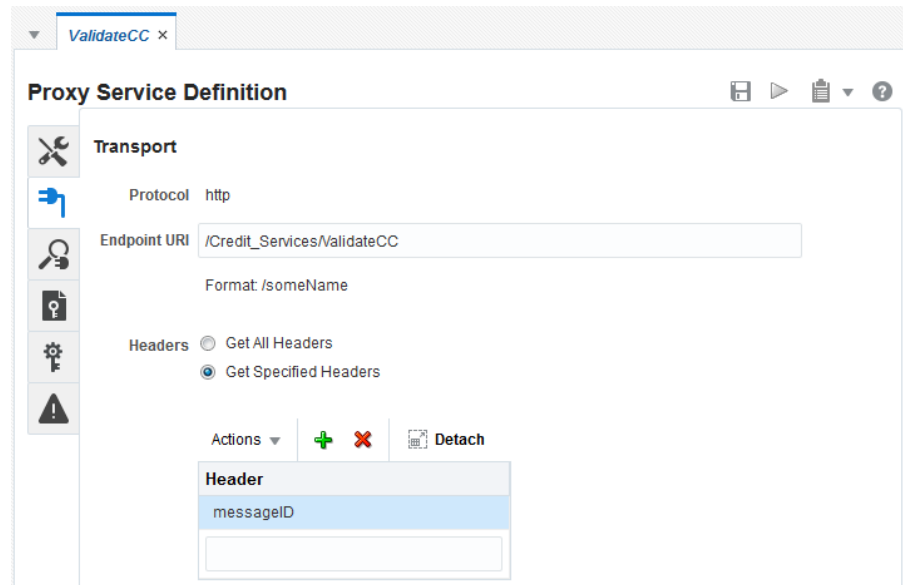 ValidateCC ×
Proxy Service Definition
Transport
Protocol http
Endpoint URI /Credit_Services/ValidateCC
Format: /someName
Headers Get All Headers
Get Specified Headers
Actions Detach
Header
messageID